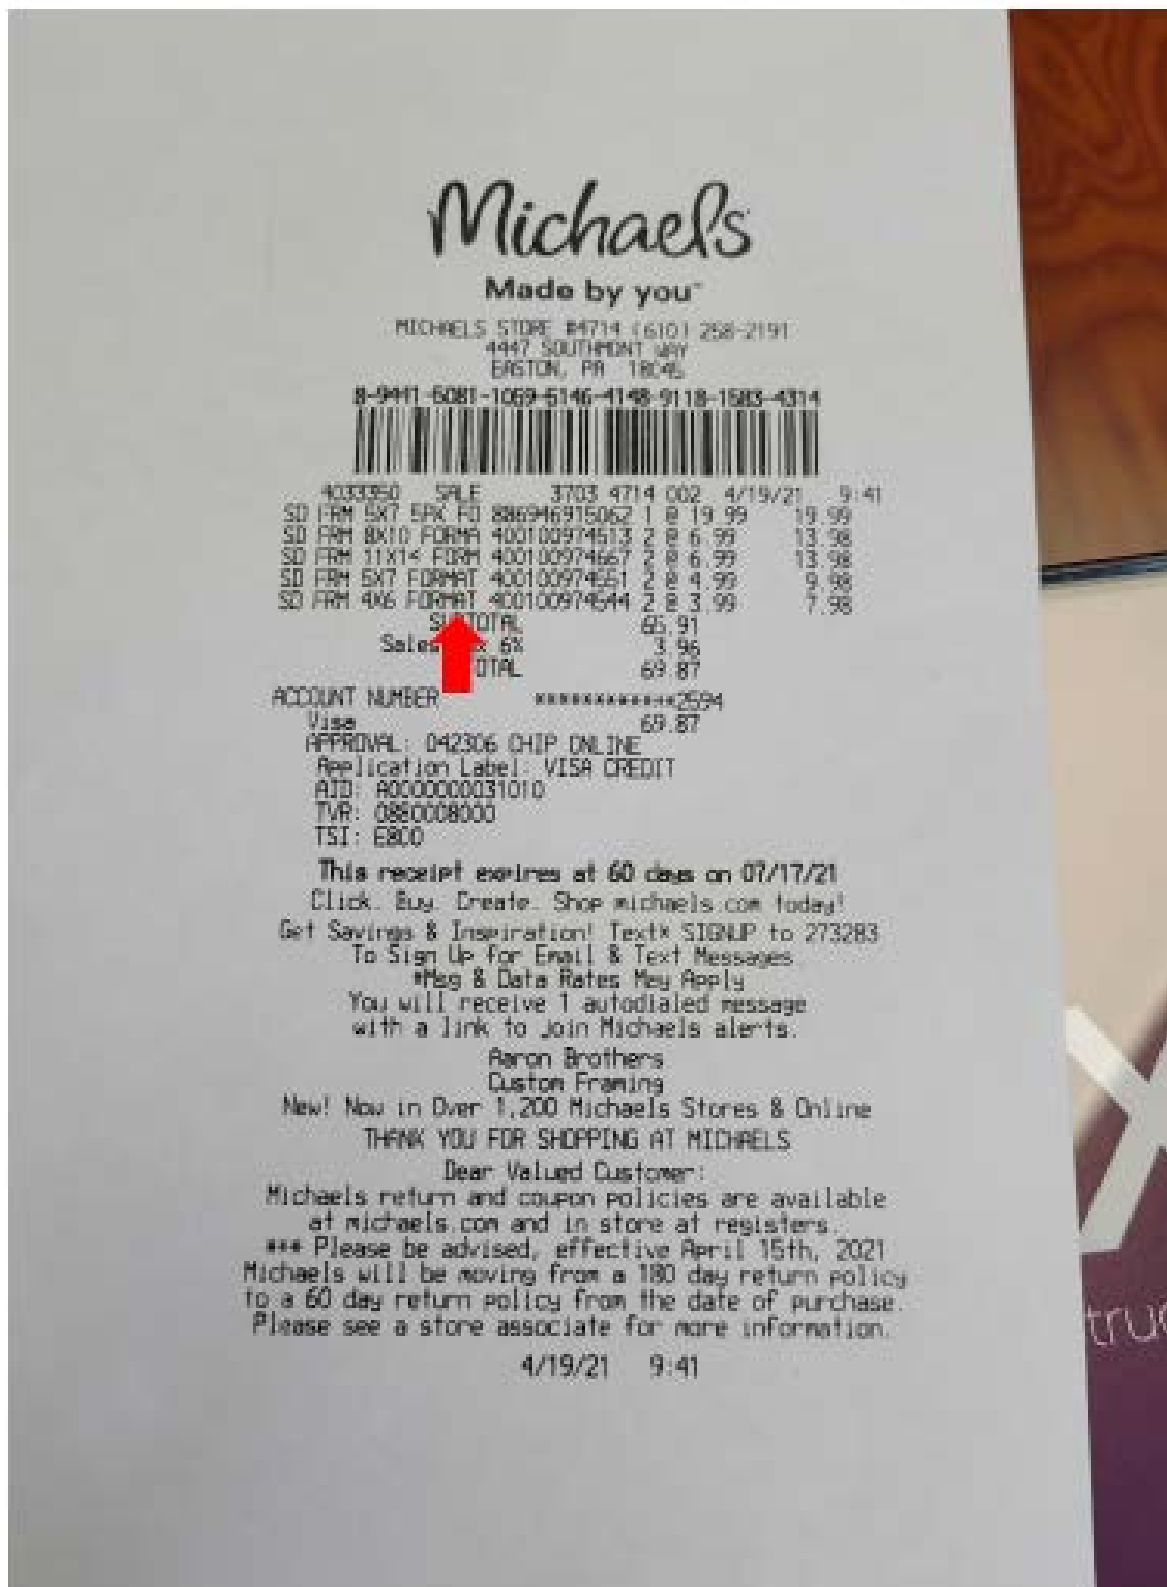 Michaels
Made by you™
MICHAELS STORE #4714 (610) 258-2191
4447 SOUTHMONT WAY
EASTON, PA 18045
8-9441-5081-1069-5146-4148-9118-1583-4314
4033350 SALE 3703 4714 002 4/19/21 9:41
SD FRM 5X7 5PK FO 886946915062 1 @ 19.99 19.99
SD FRM 8X10 FORMA 400100974513 2 @ 6.99 13.98
SD FRM 11X14 FORM 400100974667 2 @ 6.99 13.98
SD FRM 5X7 FORMAT 400100974551 2 @ 4.99 9.98
SD FRM 4X6 FORMAT 400100974544 2 @ 3.99 7.98
65.91
Sales 6% 3.96
69.87
ACCOUNT NUMBER ************2594
Visa 69.87
APPROVAL: 042306 CHIP ONLINE
Application Label: VISA CREDIT
AID: A0000000031010
TVR: 0880008000
TSI: E800
This receipt expires at 60 days on 07/17/21
Click. Buy. Create. Shop michaels.com today!
Get Savings & Inspiration! Text* SIGNUP to 273283
To Sign Up for Email & Text Messages
*Msg & Data Rates May Apply
You will receive 1 autodialed message
with a link to join Michaels alerts.
Aaron Brothers
Custom Framing
New! Now in Over 1,200 Michaels Stores & Online
THANK YOU FOR SHOPPING AT MICHAELS
Dear Valued Customer:
Michaels return and coupon policies are available
at michaels.com and in store at registers.
*** Please be advised, effective April 15th, 2021
Michaels will be moving from a 180 day return policy
to a 60 day return policy from the date of purchase.
Please see a store associate for more information.
4/19/21 9:41